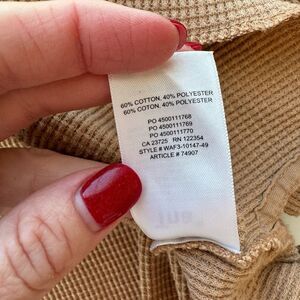 60% COTTON, 40% POLYESTER
60% COTTON, 40% POLYESTER
PO 4500111768
PO 4500111769
PO 4500111770
CA 23725 RN 122354
STYLE # WAF3-10147-49
ARTICLE # 74907